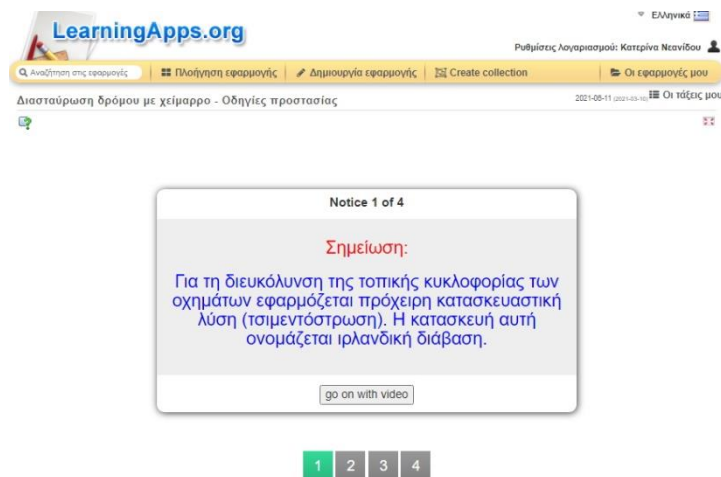 Ελληνικά
LearningApps.org
Ρυθμίσεις Λογαριασμού: Κατερίνα Νεανίδου
Αναζήτηση στις εφαρμογές
Πλοήγηση εφαρμογής
Δημιουργία εφαρμογής
Create collection
Οι εφαρμογές μου
Διασταύρωση δρόμου με χείμαρρο - Οδηγίες προστασίας
2021-06-11 (2021-03-10)
Οι τάξεις μου
Notice 1 of 4
Σημείωση:
Για τη διευκόλυνση της τοπικής κυκλοφορίας των
οχημάτων εφαρμόζεται πρόχειρη κατασκευαστική
λύση (τσιμεντόστρωση). Η κατασκευή αυτή
ονομάζεται ιρλανδική διάβαση.
go on with video
1 2 3 4